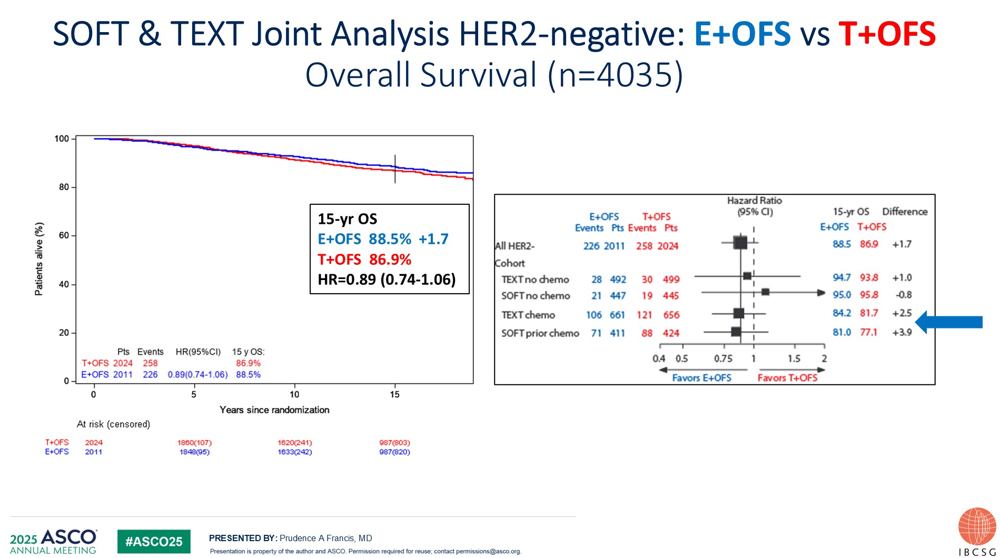 SOFT & TEXT Joint Analysis HER2-negative: E+OFS vs T+OFS
Overall Survival (n=4035)
100
80
60
40
20
0
Patients alive (%)
15-yr OS
E+OFS 88.5% +1.7
T+OFS 86.9%
HR=0.89 (0.74-1.06)
Pts Events HR(95%CI) 15 y OS:
T+OFS 2024 258 86.9%
E+OFS 2011 226 0.89(0.74-1.06) 88.5%
0 5 10 15
Years since randomization
At risk (censored)
T+OFS 2024 1860(107) 1620(241) 987(803)
E+OFS 2011 1848(95) 1633(242) 987(820)
Hazard Ratio
(95% CI) 15-yr OS Difference
E+OFS T+OFS
Events Pts Events Pts E+OFS T+OFS
All HER2- 226 2011 258 2024 88.5 86.9 +1.7
Cohort
TEXT no chemo 28 492 30 499 94.7 93.8 +1.0
SOFT no chemo 21 447 19 445 95.0 95.8 -0.8
TEXT chemo 106 661 121 656 84.2 81.7 +2.5
SOFT prior chemo 71 411 88 424 81.0 77.1 +3.9
0.4 0.5 0.75 1 1.5 2
Favors E+OFS Favors T+OFS
2025 ASCO
ANNUAL MEETING
#ASCO25
PRESENTED BY: Prudence A Francis, MD
Presentation is property of the author and ASCO. Permission required for reuse; contact permissions@asco.org.
IBCSG